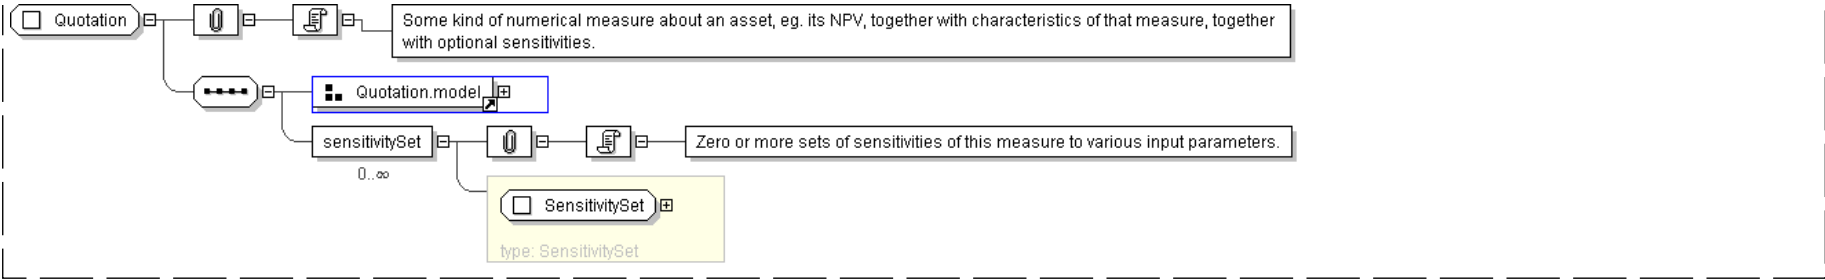 Quotation
Some kind of numerical measure about an asset, eg. its NPV, together with characteristics of that measure, together
with optional sensitivities.
Quotation.model
sensitivitySet
Zero or more sets of sensitivities of this measure to various input parameters.
0..∞
SensitivitySet
type: SensitivitySet